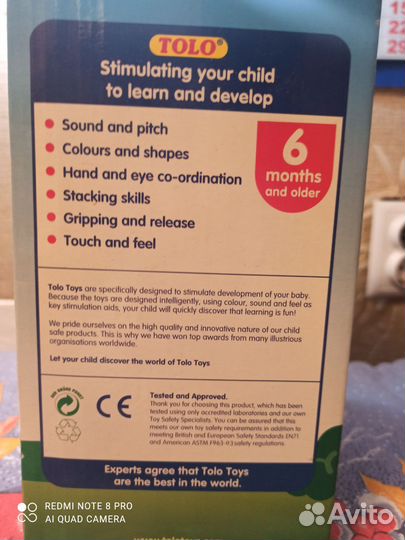 15
22
29
TOLO®
Stimulating your child
to learn and develop
Sound and pitch
Colours and shapes
Hand and eye co-ordination
Stacking skills
Gripping and release
Touch and feel
6
months
and older
Tolo Toys are specifically designed to stimulate development of your baby.
Because the toys are designed intelligently, using colour, sound and feel as
key stimulation aids, your child will quickly discover that learning is fun!
We pride ourselves on the high quality and innovative nature of our child
safe products. This is why we have won top awards from many illustrious
organisations worldwide.
Let your child discover the world of Tolo Toys
DER GRÜNE PUNKT
CE
Tested and Approved.
Thank you for choosing this product, which has been
tested using only accredited laboratories and our own
Toy Safety Specialists. You can be assured that this
meets our own toy safety requirements in addition to
meeting British and European Safety Standards EN71
and American ASTM F963-03 safety regulations.
Experts agree that Tolo Toys
are the best in the world.
REDMI NOTE 8 PRO
AI QUAD CAMERA
Avito